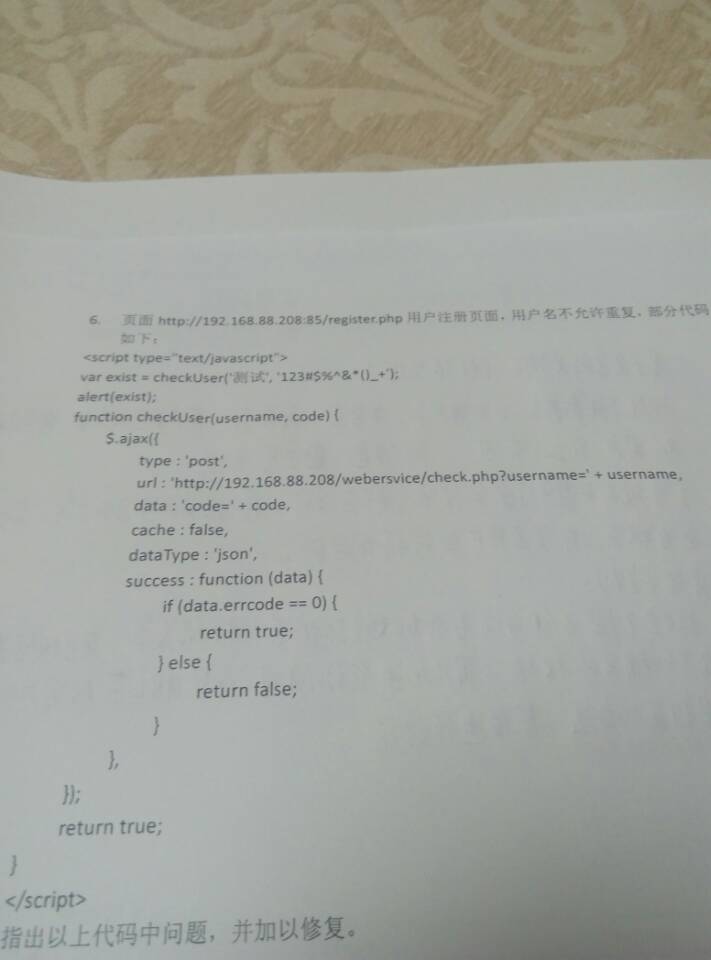 6. 页面 http://192.168.88.208:85/register.php 用户注册页面，用户名不允许重复，部分代码
如下：
<script type="text/javascript">
var exist = checkUser('测试', '123#$%^&*()_+');
alert(exist);
function checkUser(username, code) {
$.ajax({
type : 'post',
url : 'http://192.168.88.208/webersvice/check.php?username=' + username,
data : 'code=' + code,
cache : false,
dataType : 'json',
success : function (data) {
if (data.errcode == 0) {
return true;
} else {
return false;
}
},
});
return true;
}
</script>
指出以上代码中问题，并加以修复。